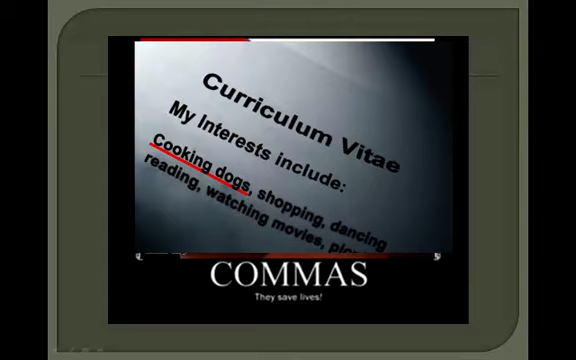 Curriculum Vitae
My Interests include:
Cooking dogs, shopping, dancing
reading, watching movies,
COMMAS
They save lives!